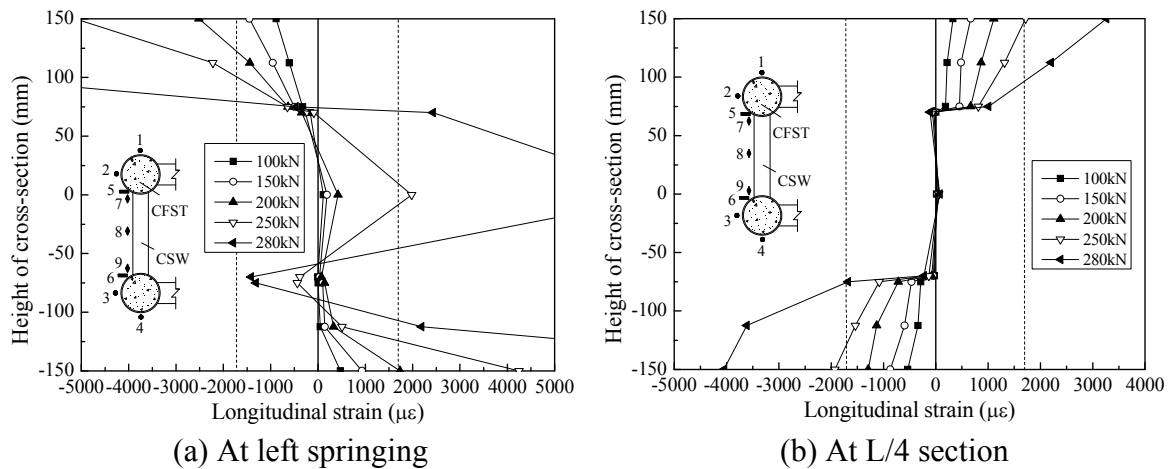 150
100
50
0
-50
-100
-150
Height of cross-section (mm)
1
2
5
7
8
9
6
3
4
CFST
CSW
100kN
150kN
200kN
250kN
280kN
-5000 -4000 -3000 -2000 -1000 0 1000 2000 3000 4000 5000
Longitudinal strain (με)
(a) At left springing
150
100
50
0
-50
-100
-150
Height of cross-section (mm)
1
2
5
7
8
9
6
3
4
CFST
CSW
100kN
150kN
200kN
250kN
280kN
-5000 -4000 -3000 -2000 -1000 0 1000 2000 3000 4000
Longitudinal strain (με)
(b) At L/4 section